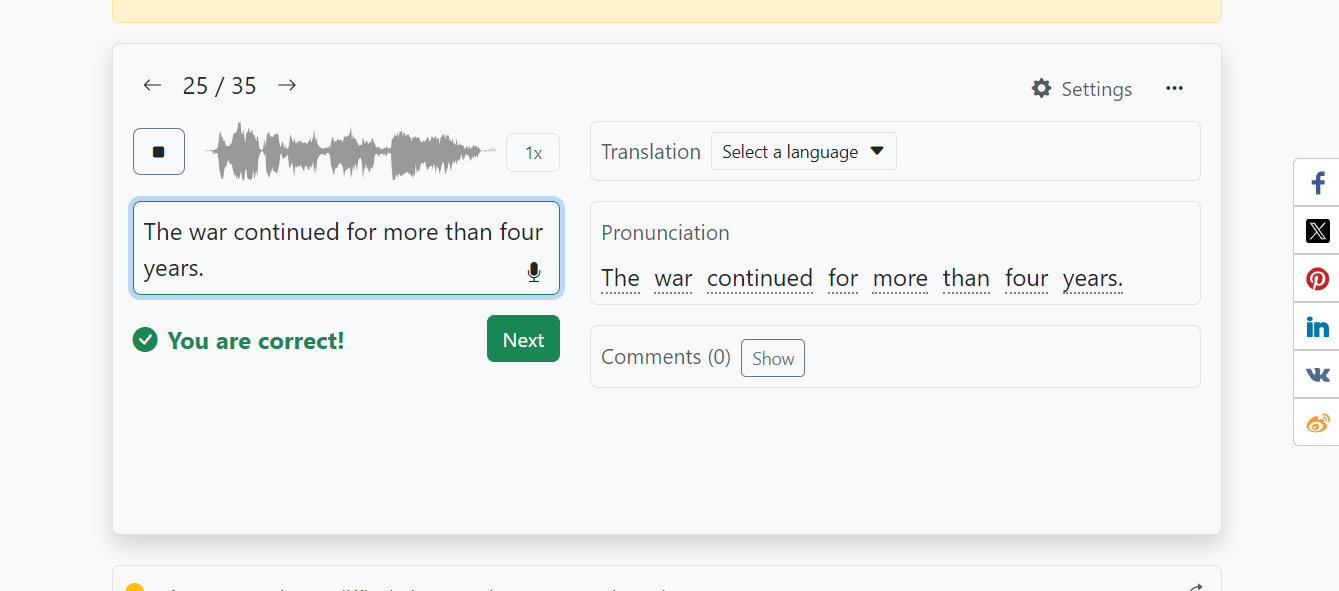 25 / 35
Settings
1x
Translation
Select a language
The war continued for more than four
years.
Pronunciation
The war continued for more than four years.
You are correct!
Next
Comments (0)
Show